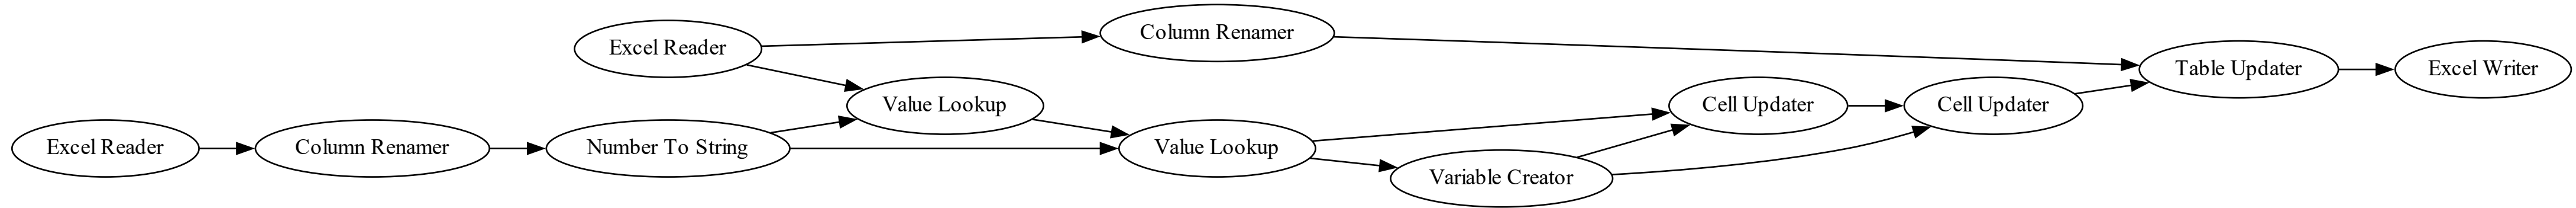 Excel Reader
Column Renamer
Number To String
Excel Reader
Value Lookup
Column Renamer
Value Lookup
Variable Creator
Cell Updater
Cell Updater
Table Updater
Excel Writer